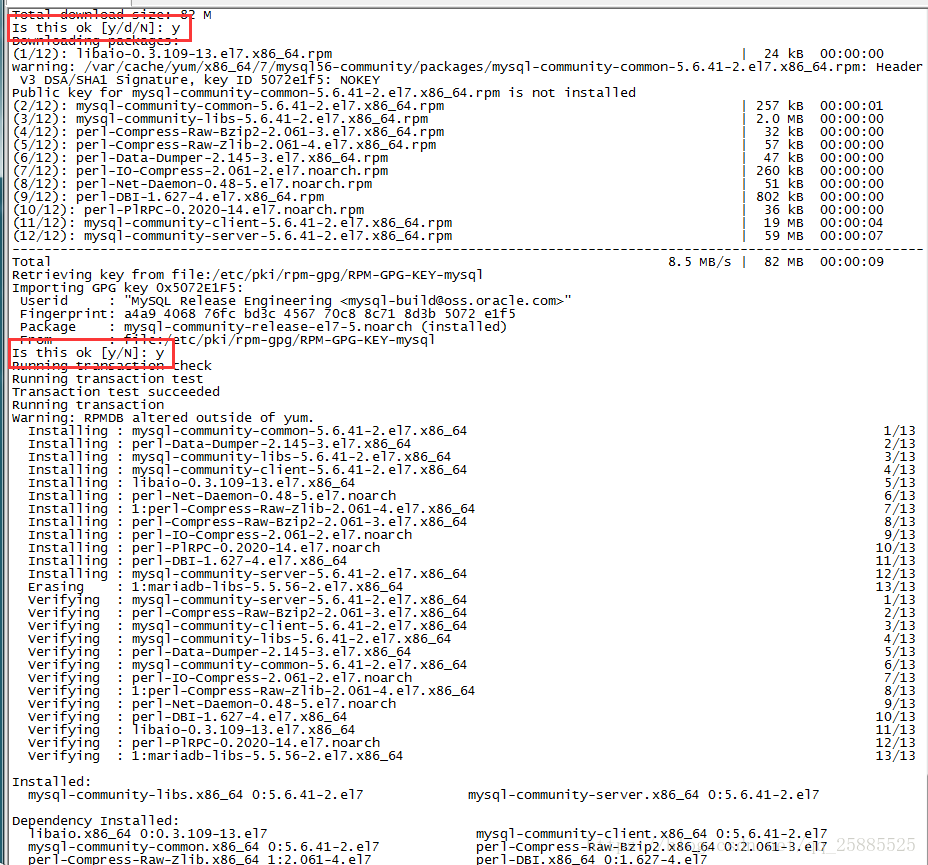 Total download size: 82 M
Is this ok [y/d/N]: y
Downloading packages:
(1/12): libaio-0.3.109-13.el7.x86_64.rpm | 24 kB 00:00:00
warning: /var/cache/yum/x86_64/7/mysql56-community/packages/mysql-community-common-5.6.41-2.el7.x86_64.rpm: Header
V3 DSA/SHA1 Signature, key ID 5072e1f5: NOKEY
Public key for mysql-community-common-5.6.41-2.el7.x86_64.rpm is not installed
(2/12): mysql-community-common-5.6.41-2.el7.x86_64.rpm | 257 kB 00:00:01
(3/12): mysql-community-libs-5.6.41-2.el7.x86_64.rpm | 2.0 MB 00:00:00
(4/12): perl-Compress-Raw-Bzip2-2.061-3.el7.x86_64.rpm | 32 kB 00:00:00
(5/12): perl-Compress-Raw-Zlib-2.061-4.el7.x86_64.rpm | 57 kB 00:00:00
(6/12): perl-Data-Dumper-2.145-3.el7.x86_64.rpm | 47 kB 00:00:00
(7/12): perl-IO-Compress-2.061-2.el7.noarch.rpm | 260 kB 00:00:00
(8/12): perl-Net-Daemon-0.48-5.el7.noarch.rpm | 51 kB 00:00:00
(9/12): perl-DBI-1.627-4.el7.x86_64.rpm | 802 kB 00:00:00
(10/12): perl-PlRPC-0.2020-14.el7.noarch.rpm | 36 kB 00:00:00
(11/12): mysql-community-client-5.6.41-2.el7.x86_64.rpm | 19 MB 00:00:04
(12/12): mysql-community-server-5.6.41-2.el7.x86_64.rpm | 59 MB 00:00:07
--------------------------------------------------------------------------------
Total 8.5 MB/s | 82 MB 00:00:09
Retrieving key from file:/etc/pki/rpm-gpg/RPM-GPG-KEY-mysql
Importing GPG key 0x5072E1F5:
Userid : "MySQL Release Engineering <mysql-build@oss.oracle.com>"
Fingerprint: a4a9 4068 76fc bd3c 4567 70c8 8c71 8d3b 5072 e1f5
Package : mysql-community-release-el7-5.noarch (installed)
From : file:/etc/pki/rpm-gpg/RPM-GPG-KEY-mysql
Is this ok [y/N]: y
Running transaction check
Running transaction test
Transaction test succeeded
Running transaction
Warning: RPMDB altered outside of yum.
Installing : mysql-community-common-5.6.41-2.el7.x86_64 1/13
Installing : perl-Data-Dumper-2.145-3.el7.x86_64 2/13
Installing : mysql-community-libs-5.6.41-2.el7.x86_64 3/13
Installing : mysql-community-client-5.6.41-2.el7.x86_64 4/13
Installing : libaio-0.3.109-13.el7.x86_64 5/13
Installing : perl-Net-Daemon-0.48-5.el7.noarch 6/13
Installing : 1:perl-Compress-Raw-Zlib-2.061-4.el7.x86_64 7/13
Installing : perl-Compress-Raw-Bzip2-2.061-3.el7.x86_64 8/13
Installing : perl-IO-Compress-2.061-2.el7.noarch 9/13
Installing : perl-PlRPC-0.2020-14.el7.noarch 10/13
Installing : perl-DBI-1.627-4.el7.x86_64 11/13
Installing : mysql-community-server-5.6.41-2.el7.x86_64 12/13
Erasing : 1:mariadb-libs-5.5.56-2.el7.x86_64 13/13
Verifying : mysql-community-server-5.6.41-2.el7.x86_64 1/13
Verifying : perl-Compress-Raw-Bzip2-2.061-3.el7.x86_64 2/13
Verifying : mysql-community-client-5.6.41-2.el7.x86_64 3/13
Verifying : mysql-community-libs-5.6.41-2.el7.x86_64 4/13
Verifying : perl-Data-Dumper-2.145-3.el7.x86_64 5/13
Verifying : mysql-community-common-5.6.41-2.el7.x86_64 6/13
Verifying : perl-IO-Compress-2.061-2.el7.noarch 7/13
Verifying : 1:perl-Compress-Raw-Zlib-2.061-4.el7.x86_64 8/13
Verifying : perl-Net-Daemon-0.48-5.el7.noarch 9/13
Verifying : perl-DBI-1.627-4.el7.x86_64 10/13
Verifying : libaio-0.3.109-13.el7.x86_64 11/13
Verifying : perl-PlRPC-0.2020-14.el7.noarch 12/13
Verifying : 1:mariadb-libs-5.5.56-2.el7.x86_64 13/13
Installed:
mysql-community-libs.x86_64 0:5.6.41-2.el7 mysql-community-server.x86_64 0:5.6.41-2.el7
Dependency Installed:
libaio.x86_64 0:0.3.109-13.el7 mysql-community-client.x86_64 0:5.6.41-2.el7
mysql-community-common.x86_64 0:5.6.41-2.el7 perl-Compress-Raw-Bzip2.x86_64 0:2.061-3.el7
perl-Compress-Raw-Zlib.x86_64 1:2.061-4.el7 perl-DBI.x86_64 0:1.627-4.el7